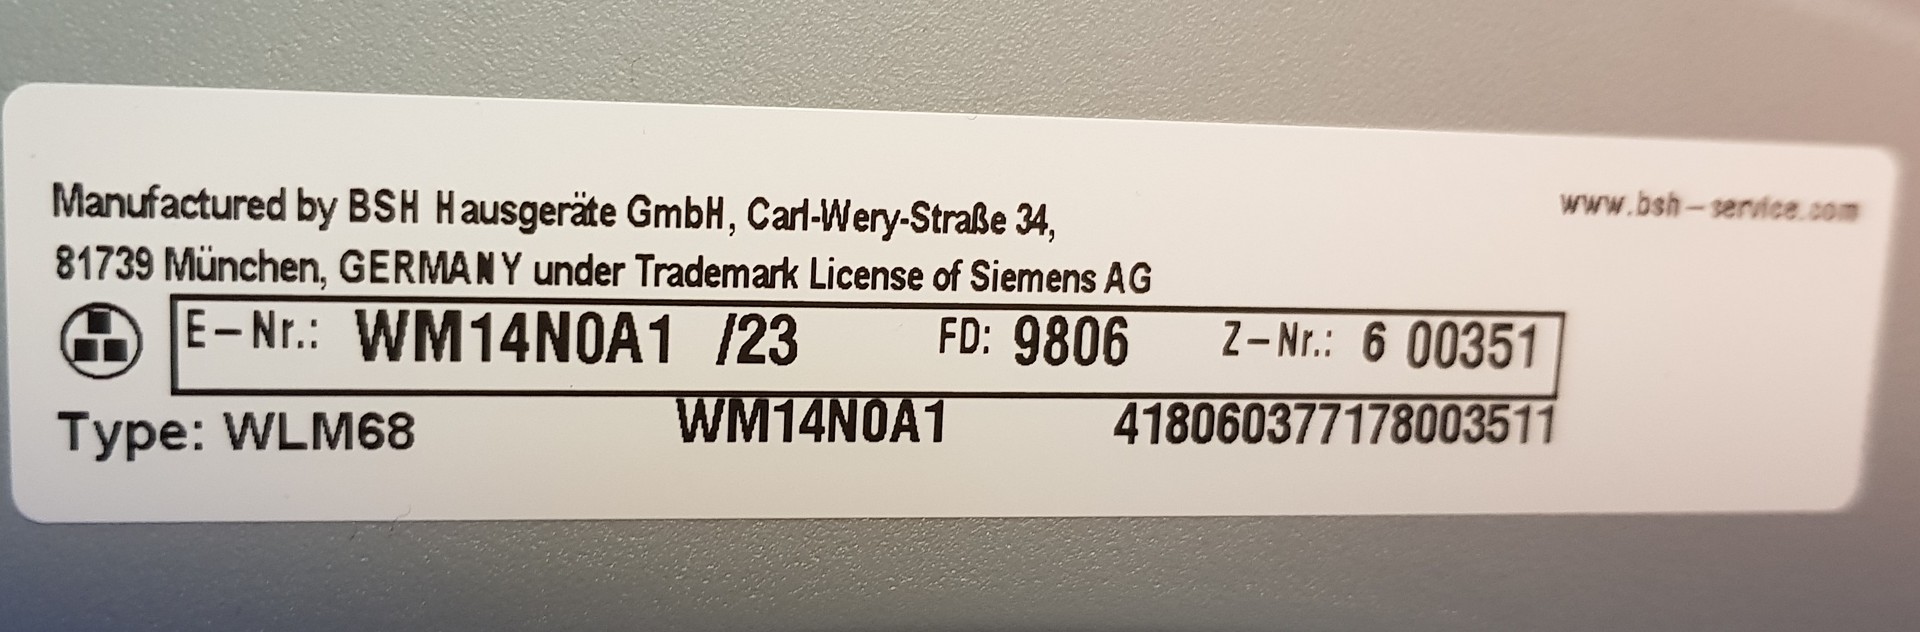 Manufactured by BSH Hausgeräte GmbH, Carl-Wery-Straße 34,
www.bsh-service.com
81739 München, GERMANY under Trademark License of Siemens AG
E-Nr.: WM14N0A1 /23 FD: 9806 Z-Nr.: 6 00351
Type: WLM68 WM14N0A1 418060377178003511